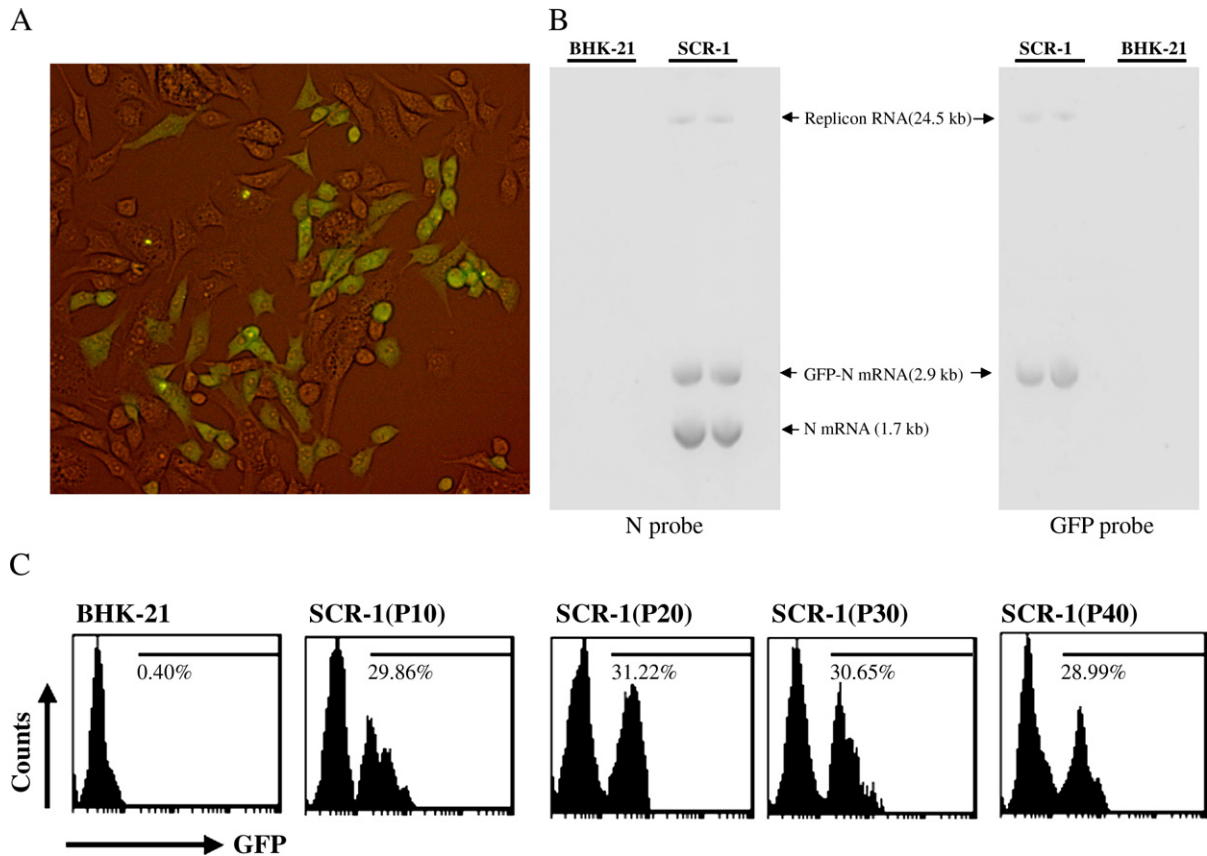 A
B
BHK-21 SCR-1
SCR-1 BHK-21
Replicon RNA(24.5 kb)
GFP-N mRNA(2.9 kb)
N mRNA (1.7 kb)
N probe
GFP probe
C
BHK-21
0.40%
SCR-1(P10)
29.86%
SCR-1(P20)
31.22%
SCR-1(P30)
30.65%
SCR-1(P40)
28.99%
Counts
GFP